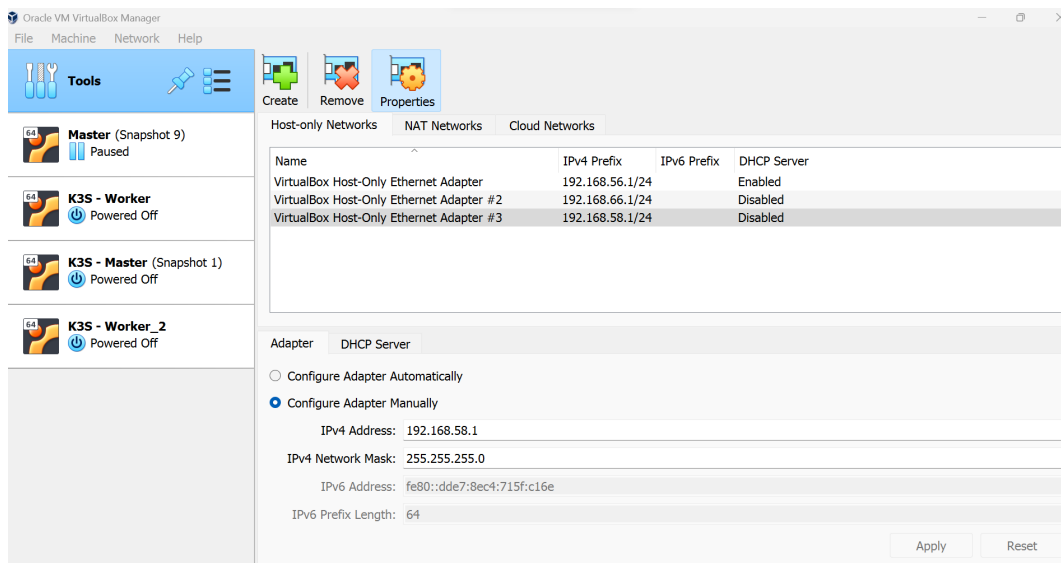 Oracle VM VirtualBox Manager
File Machine Network Help
Tools
Create Remove Properties
64 Master (Snapshot 9)
Paused
64 K3S - Worker
Powered Off
64 K3S - Master (Snapshot 1)
Powered Off
64 K3S - Worker_2
Powered Off
Host-only Networks NAT Networks Cloud Networks
Name IPv4 Prefix IPv6 Prefix DHCP Server
VirtualBox Host-Only Ethernet Adapter 192.168.56.1/24 Enabled
VirtualBox Host-Only Ethernet Adapter #2 192.168.66.1/24 Disabled
VirtualBox Host-Only Ethernet Adapter #3 192.168.58.1/24 Disabled
Adapter DHCP Server
Configure Adapter Automatically
Configure Adapter Manually
IPv4 Address: 192.168.58.1
IPv4 Network Mask: 255.255.255.0
IPv6 Address: fe80::dde7:8ec4:715f:c16e
IPv6 Prefix Length: 64
Apply Reset